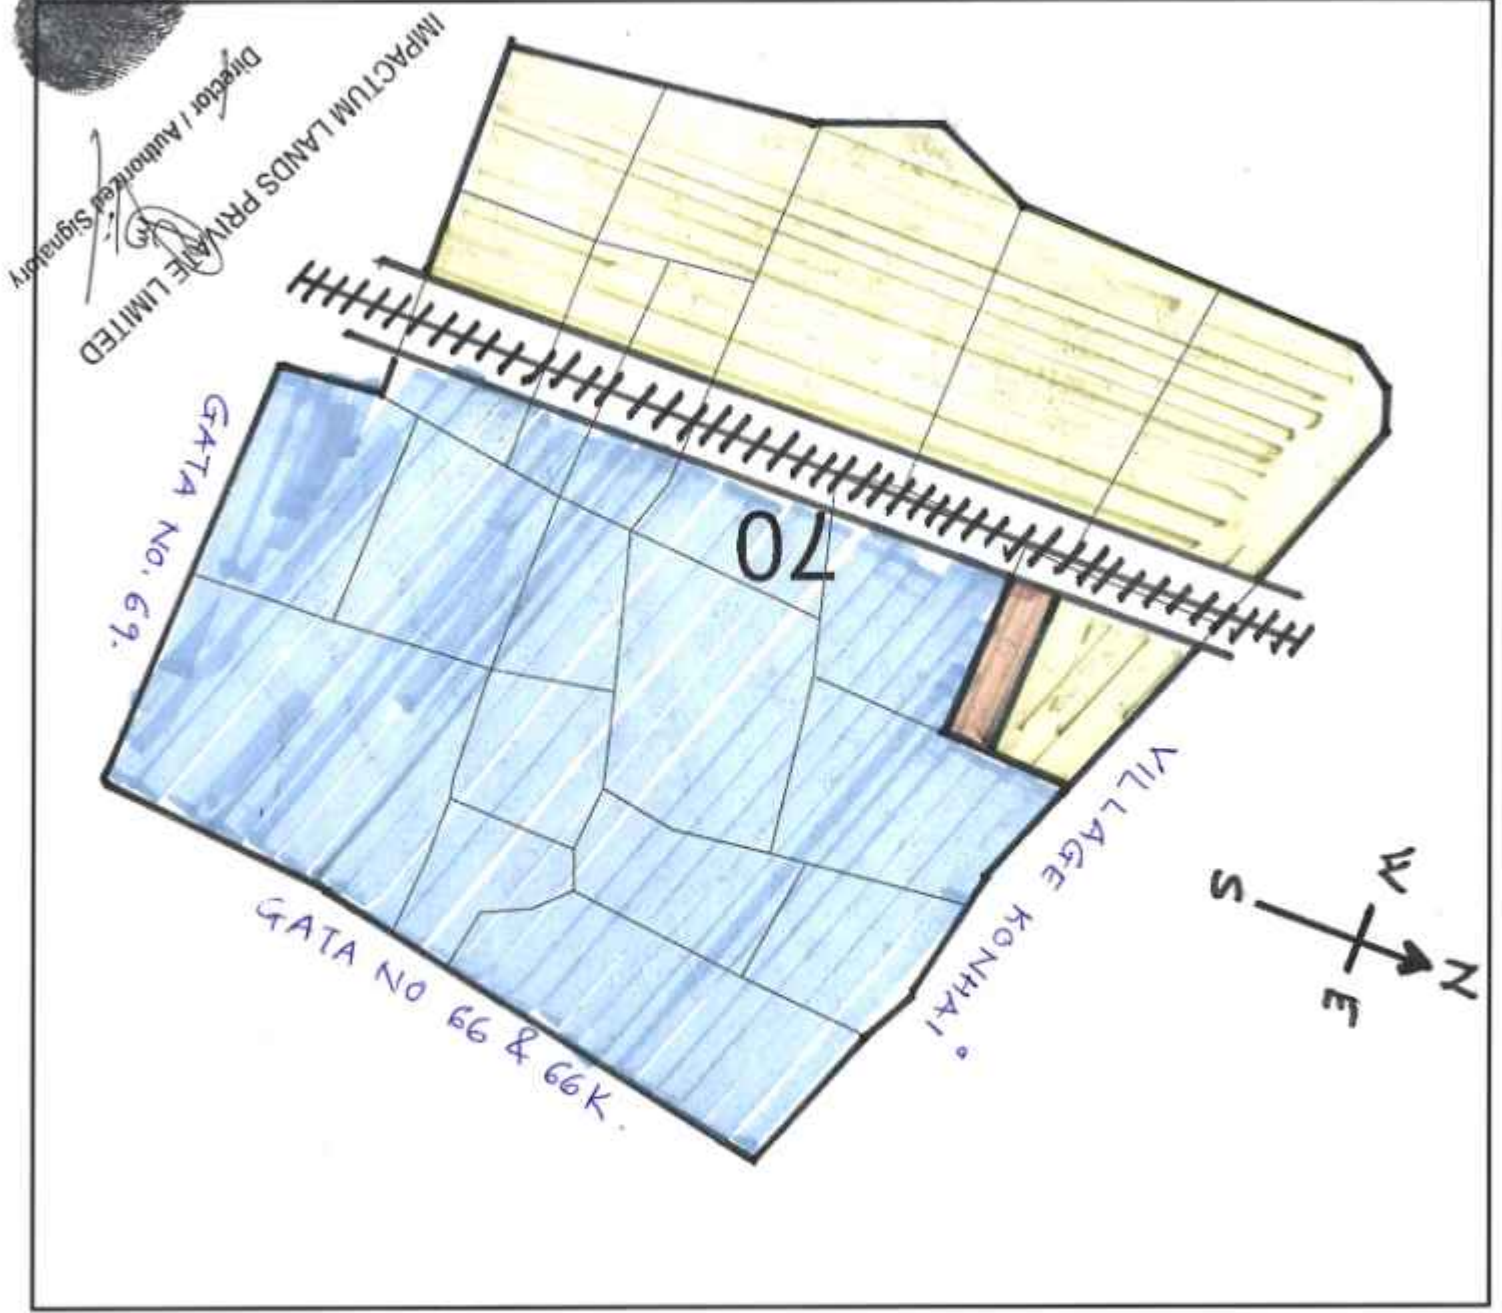 IMPACTUM LANDS PRIVATE LIMITED
Director / Authorized Signatory
70
GATA NO. 69.
GATA NO 66 & 66K.
VILLAGE KONHAI
W
S
N
E